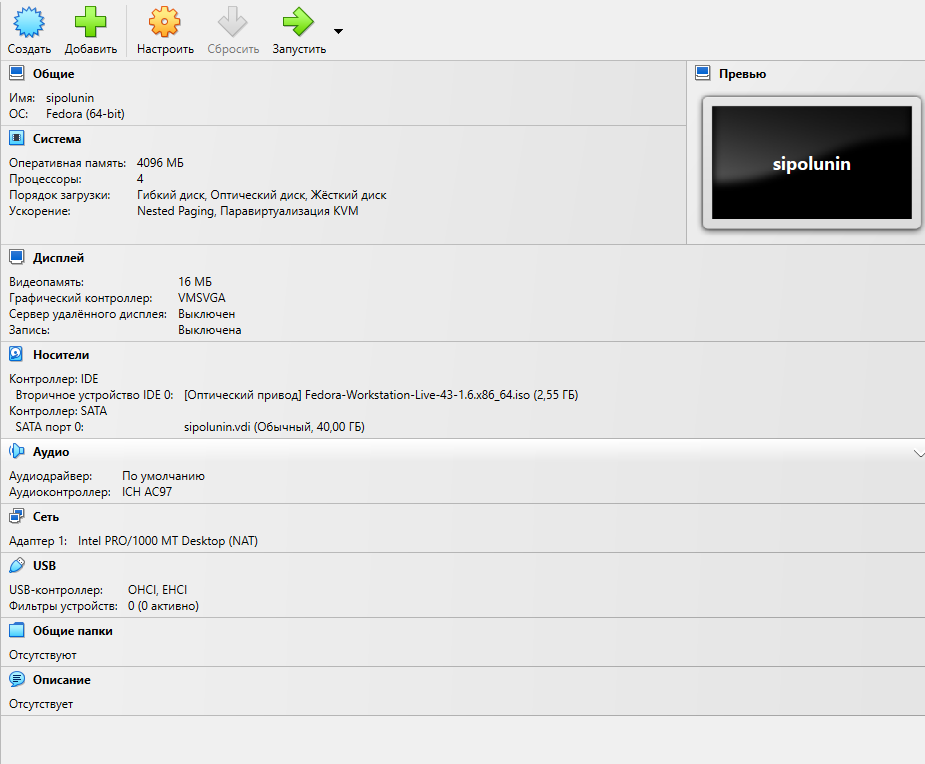 Создать Добавить Настроить Сбросить Запустить
Общие
Имя: sipolunin
ОС: Fedora (64-bit)
Превью
sipolunin
Система
Оперативная память: 4096 МБ
Процессоры: 4
Порядок загрузки: Гибкий диск, Оптический диск, Жёсткий диск
Ускорение: Nested Paging, Паравиртуализация KVM
Дисплей
Видеопамять: 16 МБ
Графический контроллер: VMSVGA
Сервер удалённого дисплея: Выключен
Запись: Выключена
Носители
Контроллер: IDE
Вторичное устройство IDE 0: [Оптический привод] Fedora-Workstation-Live-43-1.6.x86_64.iso (2,55 ГБ)
Контроллер: SATA
SATA порт 0: sipolunin.vdi (Обычный, 40,00 ГБ)
Аудио
Аудиодрайвер: По умолчанию
Аудиоконтроллер: ICH AC97
Сеть
Адаптер 1: Intel PRO/1000 MT Desktop (NAT)
USB
USB-контроллер: OHCI, EHCI
Фильтры устройств: 0 (0 активно)
Общие папки
Отсутствуют
Описание
Отсутствует